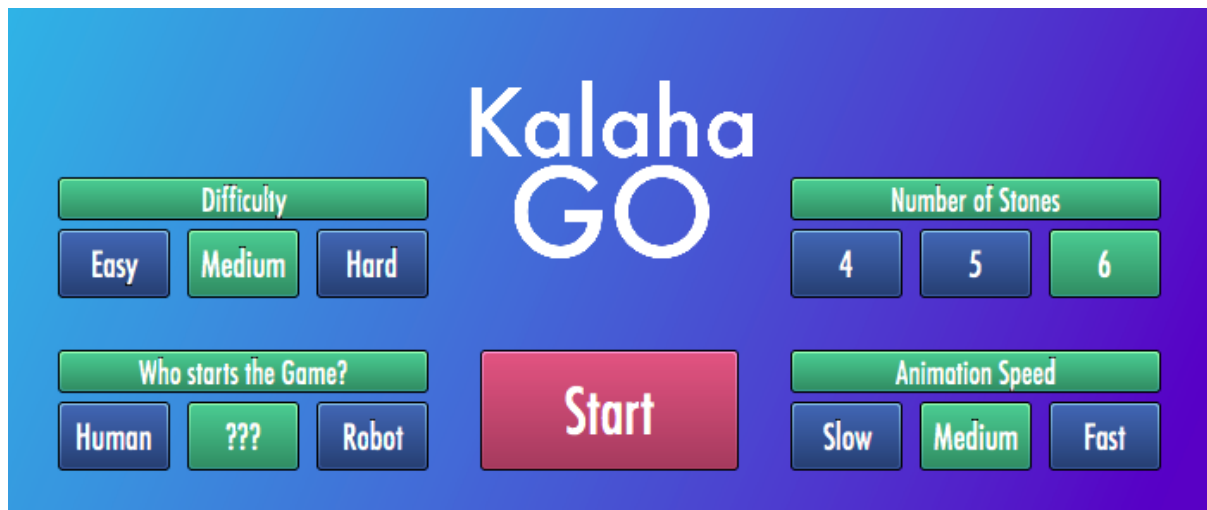 Kalaha
GO
Difficulty
Easy Medium Hard
Number of Stones
4 5 6
Who starts the Game?
Human ??? Robot
Start
Animation Speed
Slow Medium Fast